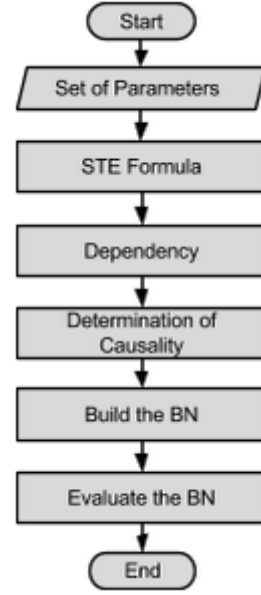 Start
Set of Parameters
STE Formula
Dependency
Determination of
Causality
Build the BN
Evaluate the BN
End